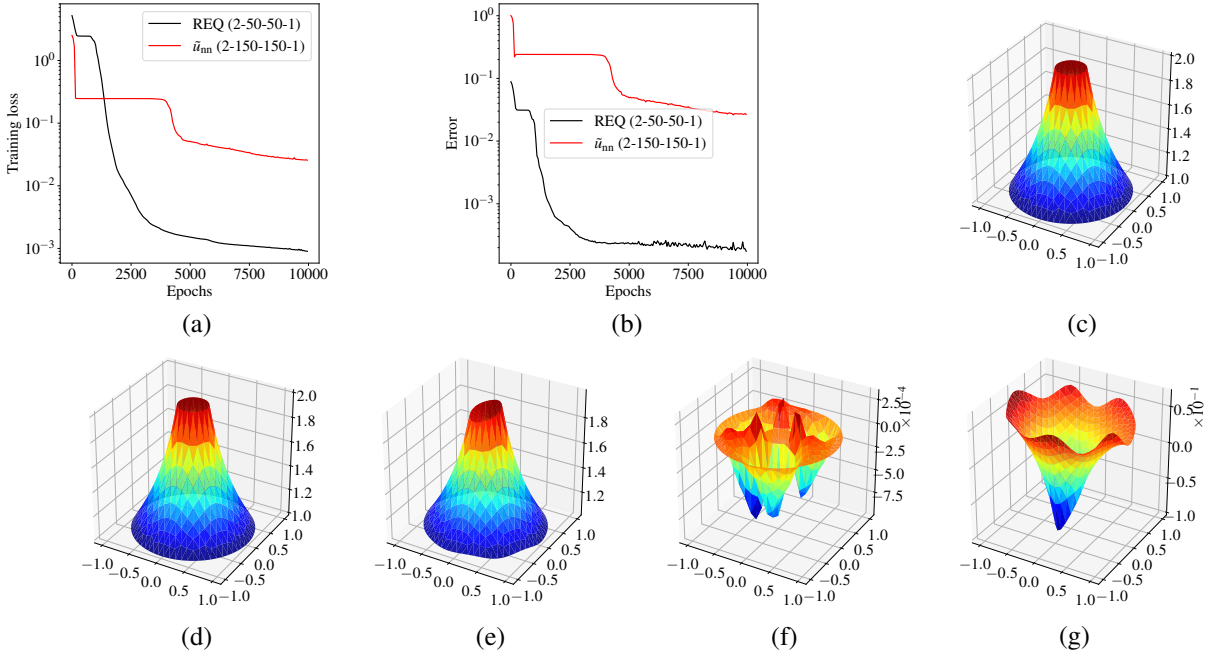 REQ (2-50-50-1)
ũnn (2-150-150-1)
10⁰
10⁻¹
10⁻²
10⁻³
Training loss
0 2500 5000 7500 10000
Epochs
(a)
10⁰
10⁻¹
10⁻²
10⁻³
Error
REQ (2-50-50-1)
ũnn (2-150-150-1)
0 2500 5000 7500 10000
Epochs
(b)
2.0
1.8
1.6
1.4
1.2
1.0
−1.0 −0.5 0.0 0.5 1.0
−1.0 −0.5 0.0 0.5 1.0
(c)
2.0
1.8
1.6
1.4
1.2
1.0
−1.0 −0.5 0.0 0.5 1.0
−1.0 −0.5 0.0 0.5 1.0
(d)
1.8
1.6
1.4
1.2
−1.0 −0.5 0.0 0.5 1.0
−1.0 −0.5 0.0 0.5 1.0
(e)
2.5
0.0
−2.5
−5.0
−7.5
×10⁻⁴
−1.0 −0.5 0.0 0.5 1.0
−1.0 −0.5 0.0 0.5 1.0
(f)
0.5
0.0
−0.5
−1.0
×10⁻¹
−1.0 −0.5 0.0 0.5 1.0
−1.0 −0.5 0.0 0.5 1.0
(g)